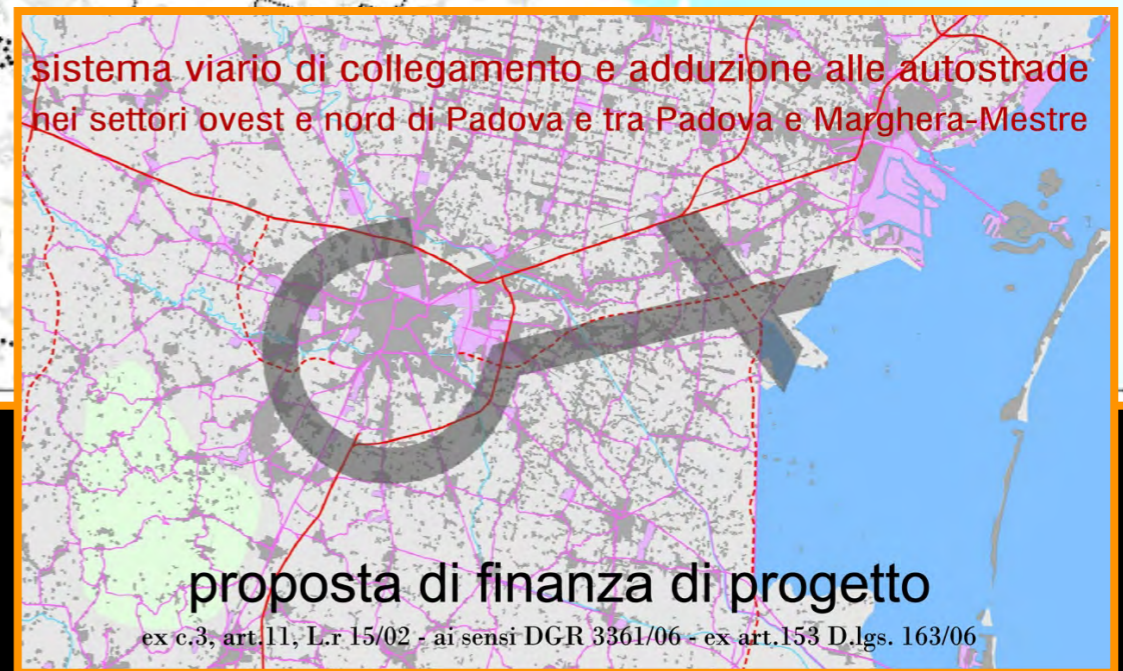 sistema viario di collegamento e adduzione alle autostrade
nei settori ovest e nord di Padova e tra Padova e Marghera-Mestre
proposta di finanza di progetto
ex c.3, art.11, L.r 15/02 - ai sensi DGR 3361/06 - ex art.153 D.lgs. 163/06